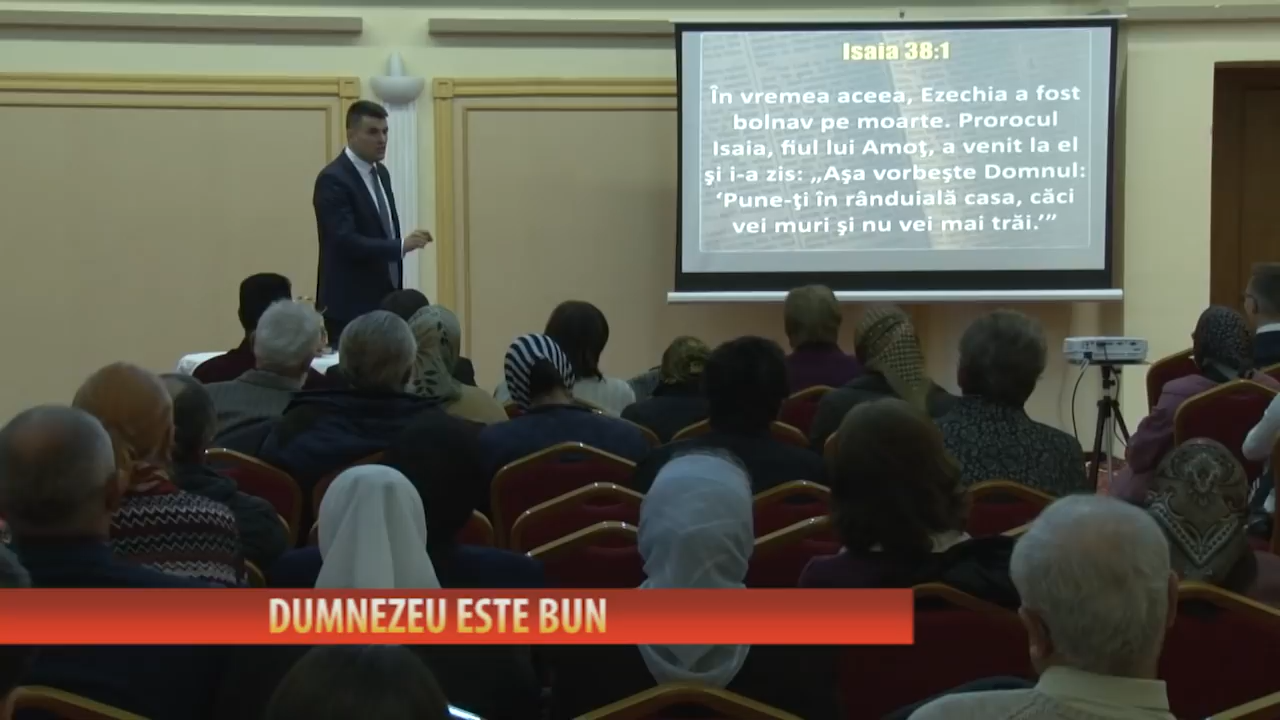 Isaia 38:1
În vremea aceea, Ezechia a fost
bolnav pe moarte. Prorocul
Isaia, fiul lui Amoţ, a venit la el
şi i-a zis: „Aşa vorbeşte Domnul:
‘Pune-ţi în rânduială casa, căci
vei muri şi nu vei mai trăi.’”
DUMNEZEU ESTE BUN